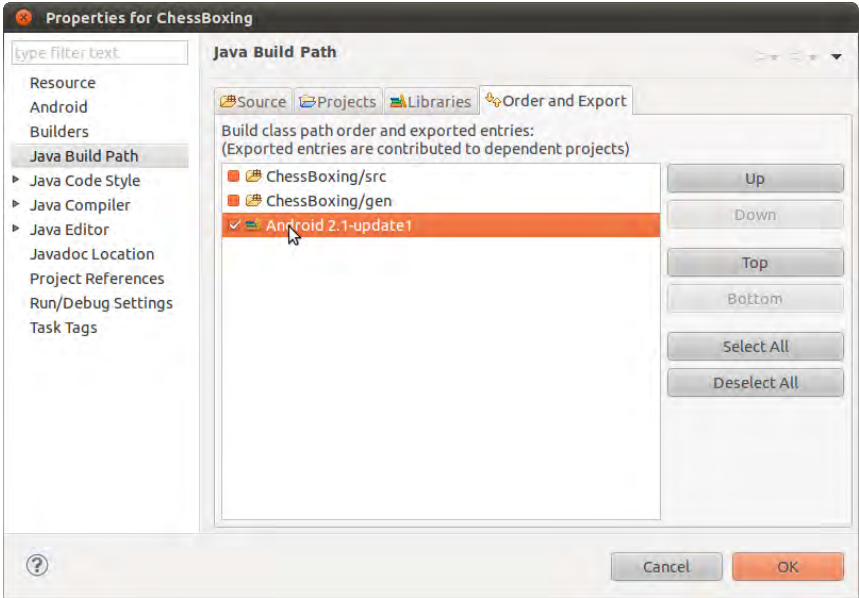 Properties for ChessBoxing
type filter text
Resource
Android
Builders
Java Build Path
Java Code Style
Java Compiler
Java Editor
Javadoc Location
Project References
Run/Debug Settings
Task Tags
Java Build Path
Source Projects Libraries Order and Export
Build class path order and exported entries:
(Exported entries are contributed to dependent projects)
ChessBoxing/src
ChessBoxing/gen
Android 2.1-update1
Up
Down
Top
Bottom
Select All
Deselect All
?
Cancel OK